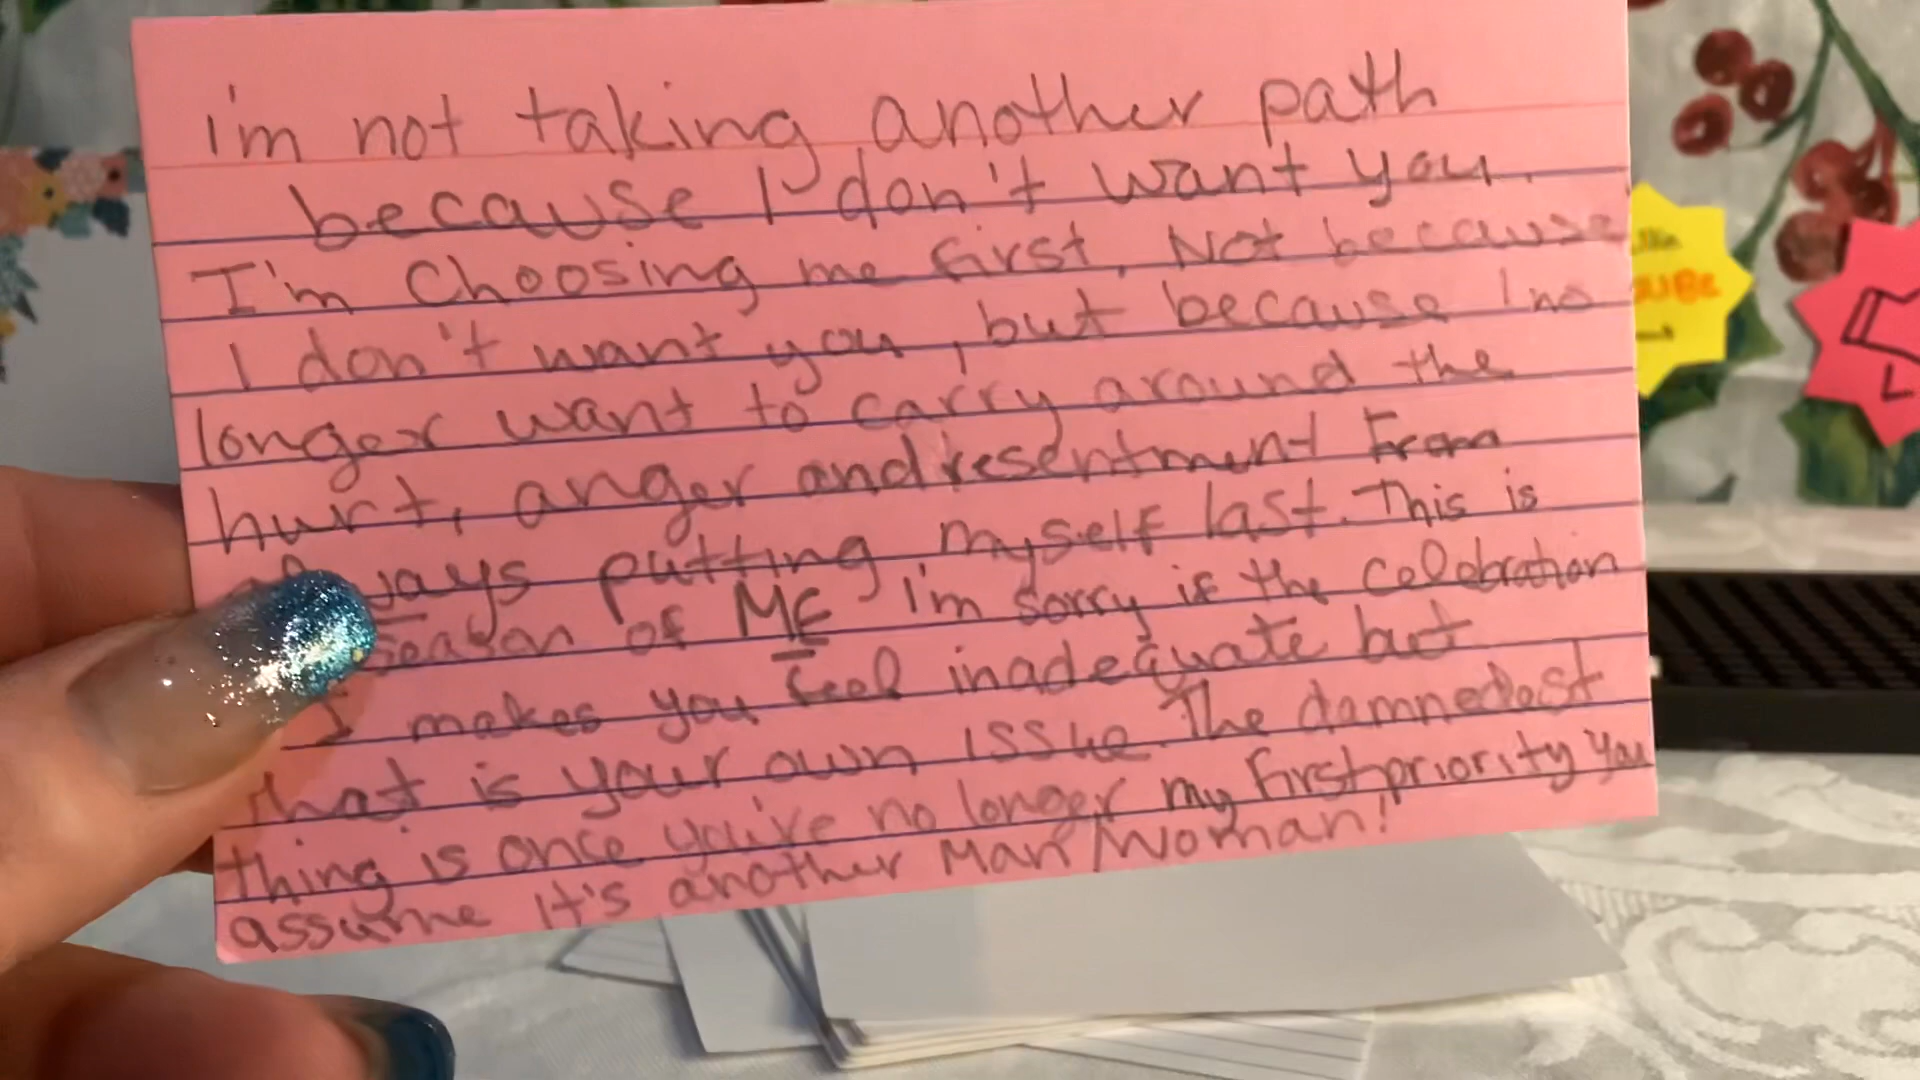 i'm not taking another path
because I don't want you.
I'm Choosing me first, Not because
I don't want you, but because I no
longer want to carry around the
hurt, anger and resentment From
always putting myself last. This is
season of ME I'm sorry if the celebration
I makes you feel inadequate but
that is your own issue. The damnedest
thing is once you're no longer my first priority you
assume it's another Man/Woman!